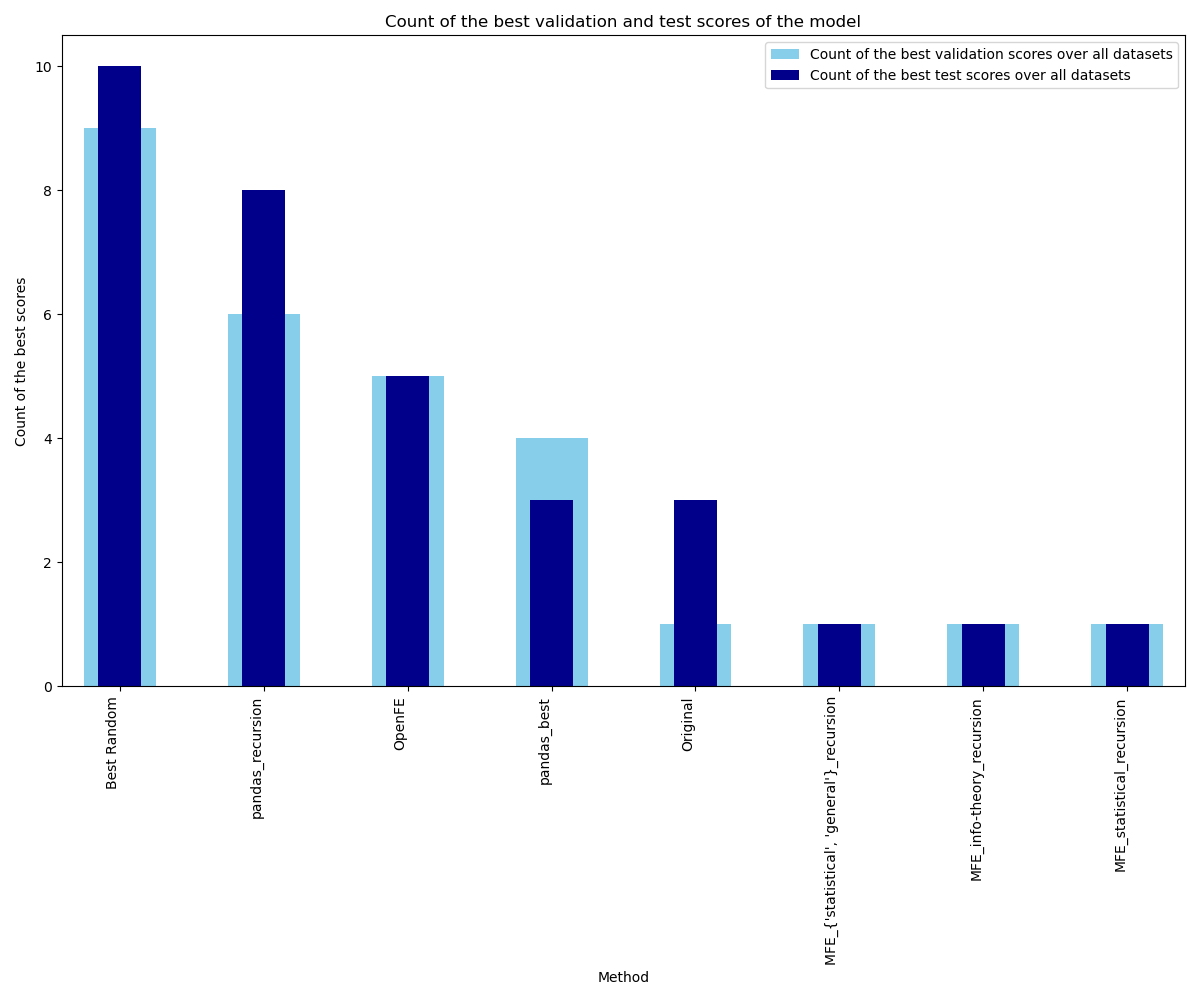 Count of the best validation and test scores of the model
Count of the best validation scores over all datasets
Count of the best test scores over all datasets
Count of the best scores
10
8
6
4
2
0
Best Random
pandas_recursion
OpenFE
pandas_best
Original
MFE_{'statistical', 'general'}_recursion
MFE_info-theory_recursion
MFE_statistical_recursion
Method